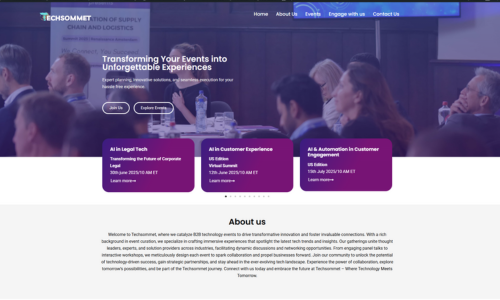 TECHSOMMET
Home About Us Events Engage with us Contact Us
Transforming Your Events into
Unforgettable Experiences
Expert planning, innovative solutions, and seamless execution for your
hassle-free experience.
Join Us
Explore Events
AI in Legal Tech
Transforming the Future of Corporate
Legal
30th June 2025|10 AM ET
Learn more
AI in Customer Experience
US Edition
Virtual Summit
12th June 2025|10 AM ET
Learn more
AI & Automation in Customer
Engagement
US Edition
15th July 2025|10 AM ET
Learn more
About us
Welcome to Techsommet, where we catalyze B2B technology events to drive transformative innovation and foster invaluable connections. With a rich
background in event curation, we specialize in crafting immersive experiences that spotlight the latest tech trends and insights. Our gatherings unite thought
leaders, experts, and solution providers across industries, facilitating dynamic discussions and networking opportunities. From engaging panel talks to
interactive workshops, we meticulously design each event to spark collaboration and propel businesses forward. Join our community to unlock the potential
of technology-driven success, gain strategic partnerships, and stay ahead in the ever-evolving tech landscape. Experience the power of collaboration, explore
tomorrow's possibilities, and be part of the Techsommet journey. Connect with us today and embrace the future at Techsommet – Where Technology Meets
Tomorrow.